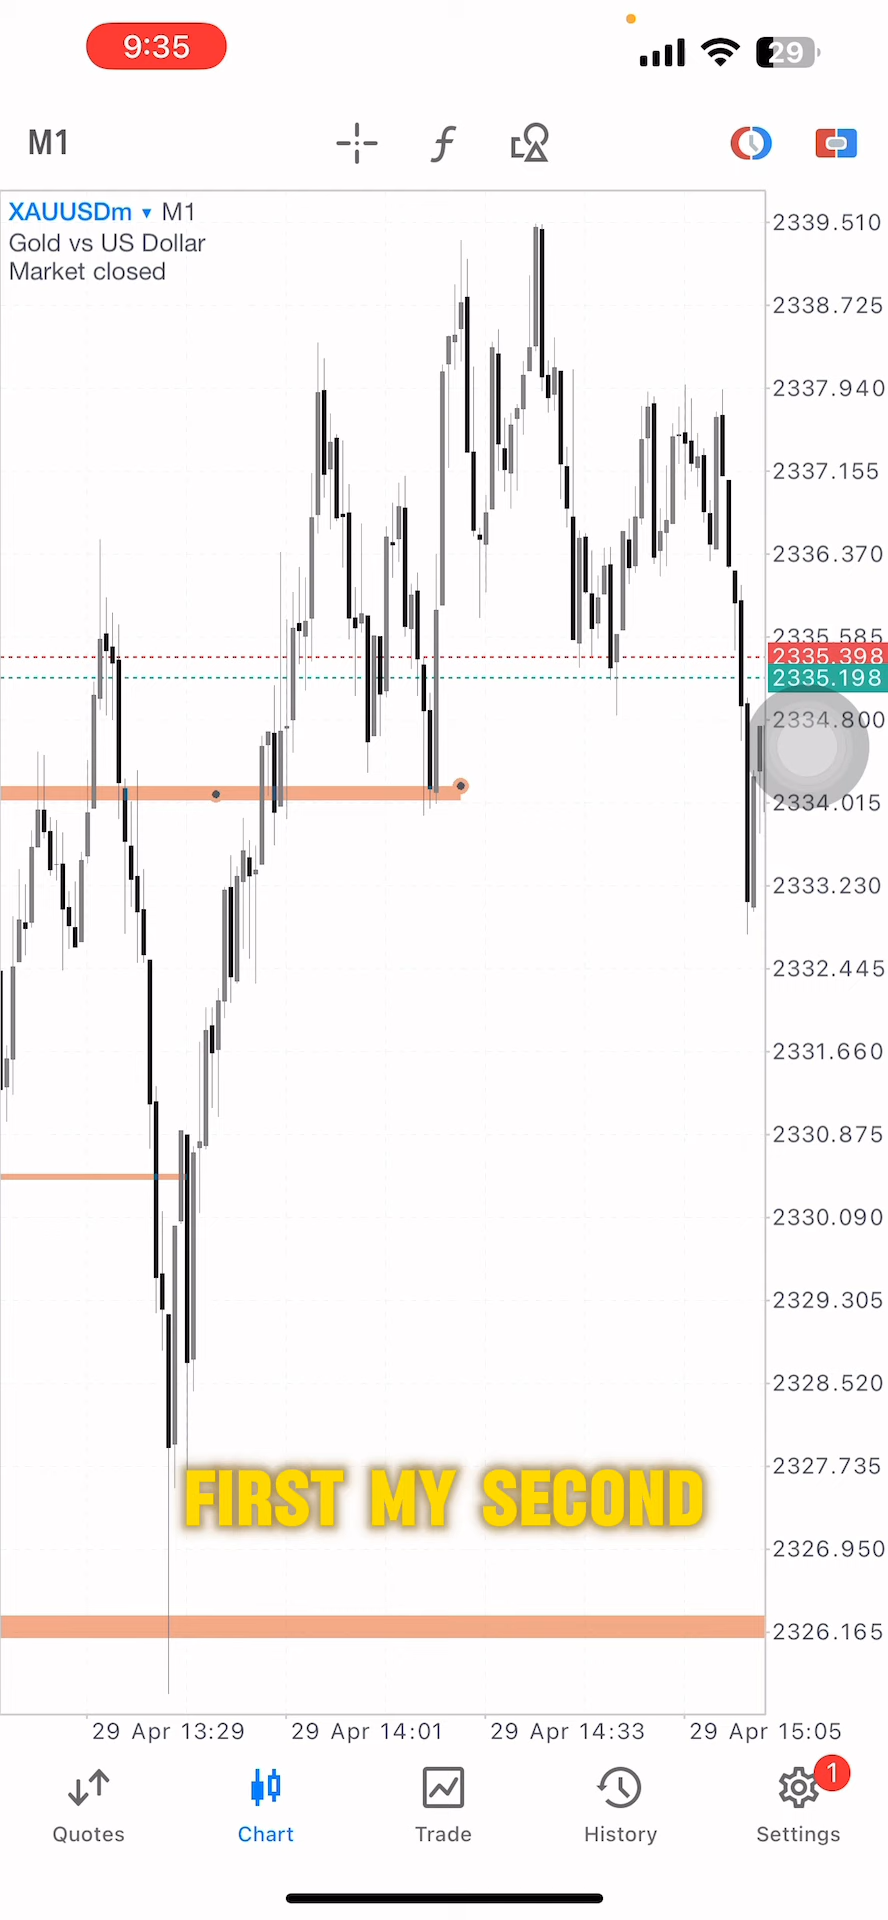 9:35
29
M1
f
XAUUSDm ▾ M1
Gold vs US Dollar
Market closed
2339.510
2338.725
2337.940
2337.155
2336.370
2335.585
2335.398
2335.198
2334.800
2334.015
2333.230
2332.445
2331.660
2330.875
2330.090
2329.305
2328.520
2327.735
FIRST MY SECOND
2326.950
2326.165
29 Apr 13:29 29 Apr 14:01 29 Apr 14:33 29 Apr 15:05
1
Quotes Chart Trade History Settings